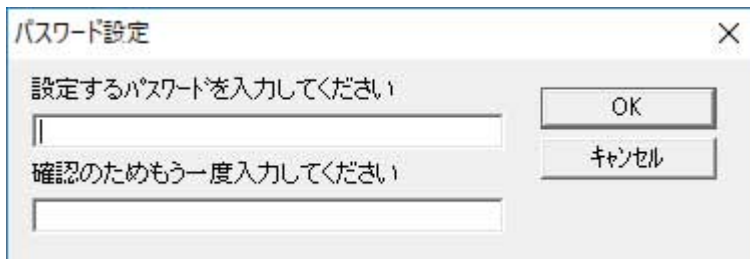 パスワード設定
設定するパスワードを入力してください
OK
キャンセル
確認のためもう一度入力してください